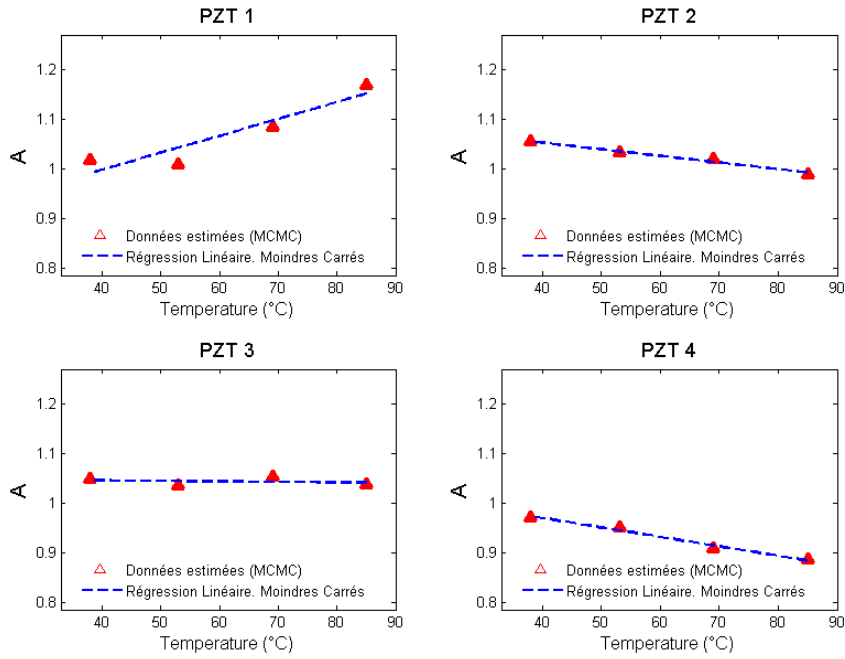 PZT 1
1.2
1.1
1
0.9
0.8
A
Données estimées (MCMC)
Régression Linéaire. Moindres Carrés
40 50 60 70 80 90
Temperature (°C)
PZT 2
1.2
1.1
1
0.9
0.8
A
Données estimées (MCMC)
Régression Linéaire. Moindres Carrés
40 50 60 70 80 90
Temperature (°C)
PZT 3
1.2
1.1
1
0.9
0.8
A
Données estimées (MCMC)
Régression Linéaire. Moindres Carrés
40 50 60 70 80 90
Temperature (°C)
PZT 4
1.2
1.1
1
0.9
0.8
A
Données estimées (MCMC)
Régression Linéaire. Moindres Carrés
40 50 60 70 80 90
Temperature (°C)